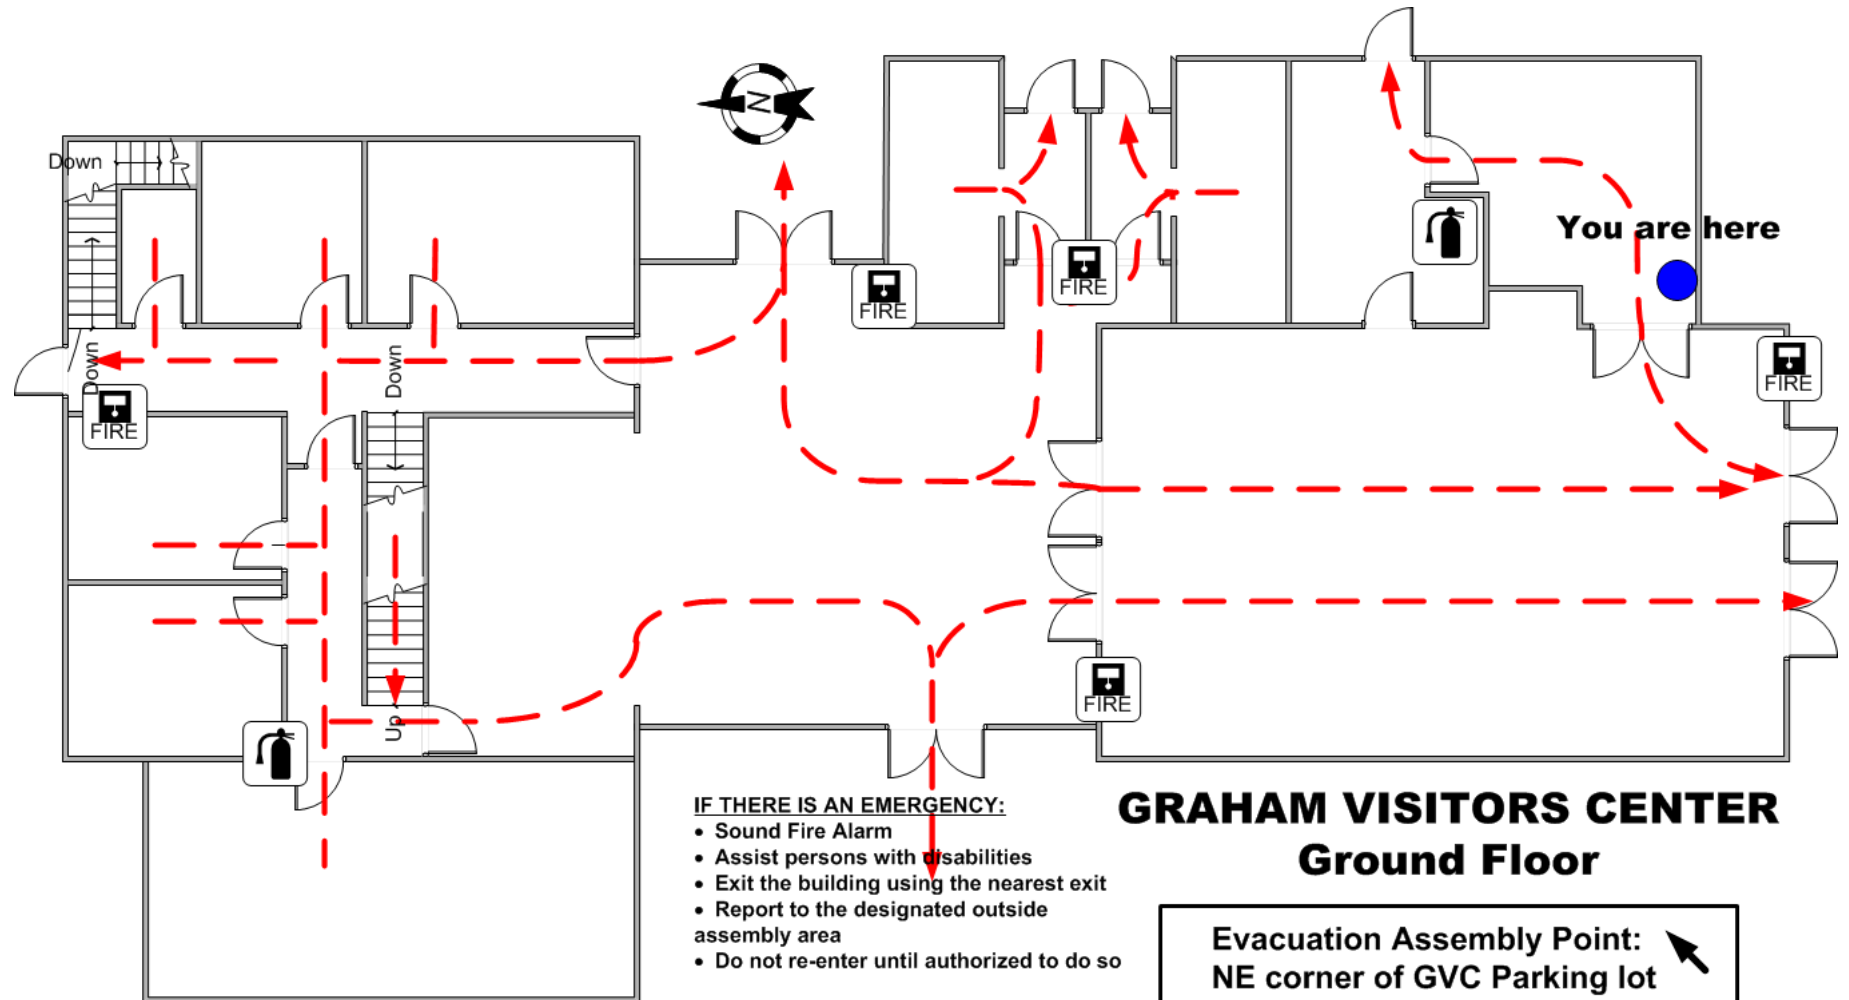 N
Down
You are here
FIRE
FIRE
FIRE
Down
Down
FIRE
FIRE
Up
IF THERE IS AN EMERGENCY:
• Sound Fire Alarm
• Assist persons with disabilities
• Exit the building using the nearest exit
• Report to the designated outside
assembly area
• Do not re-enter until authorized to do so
GRAHAM VISITORS CENTER
Ground Floor
Evacuation Assembly Point:
NE corner of GVC Parking lot